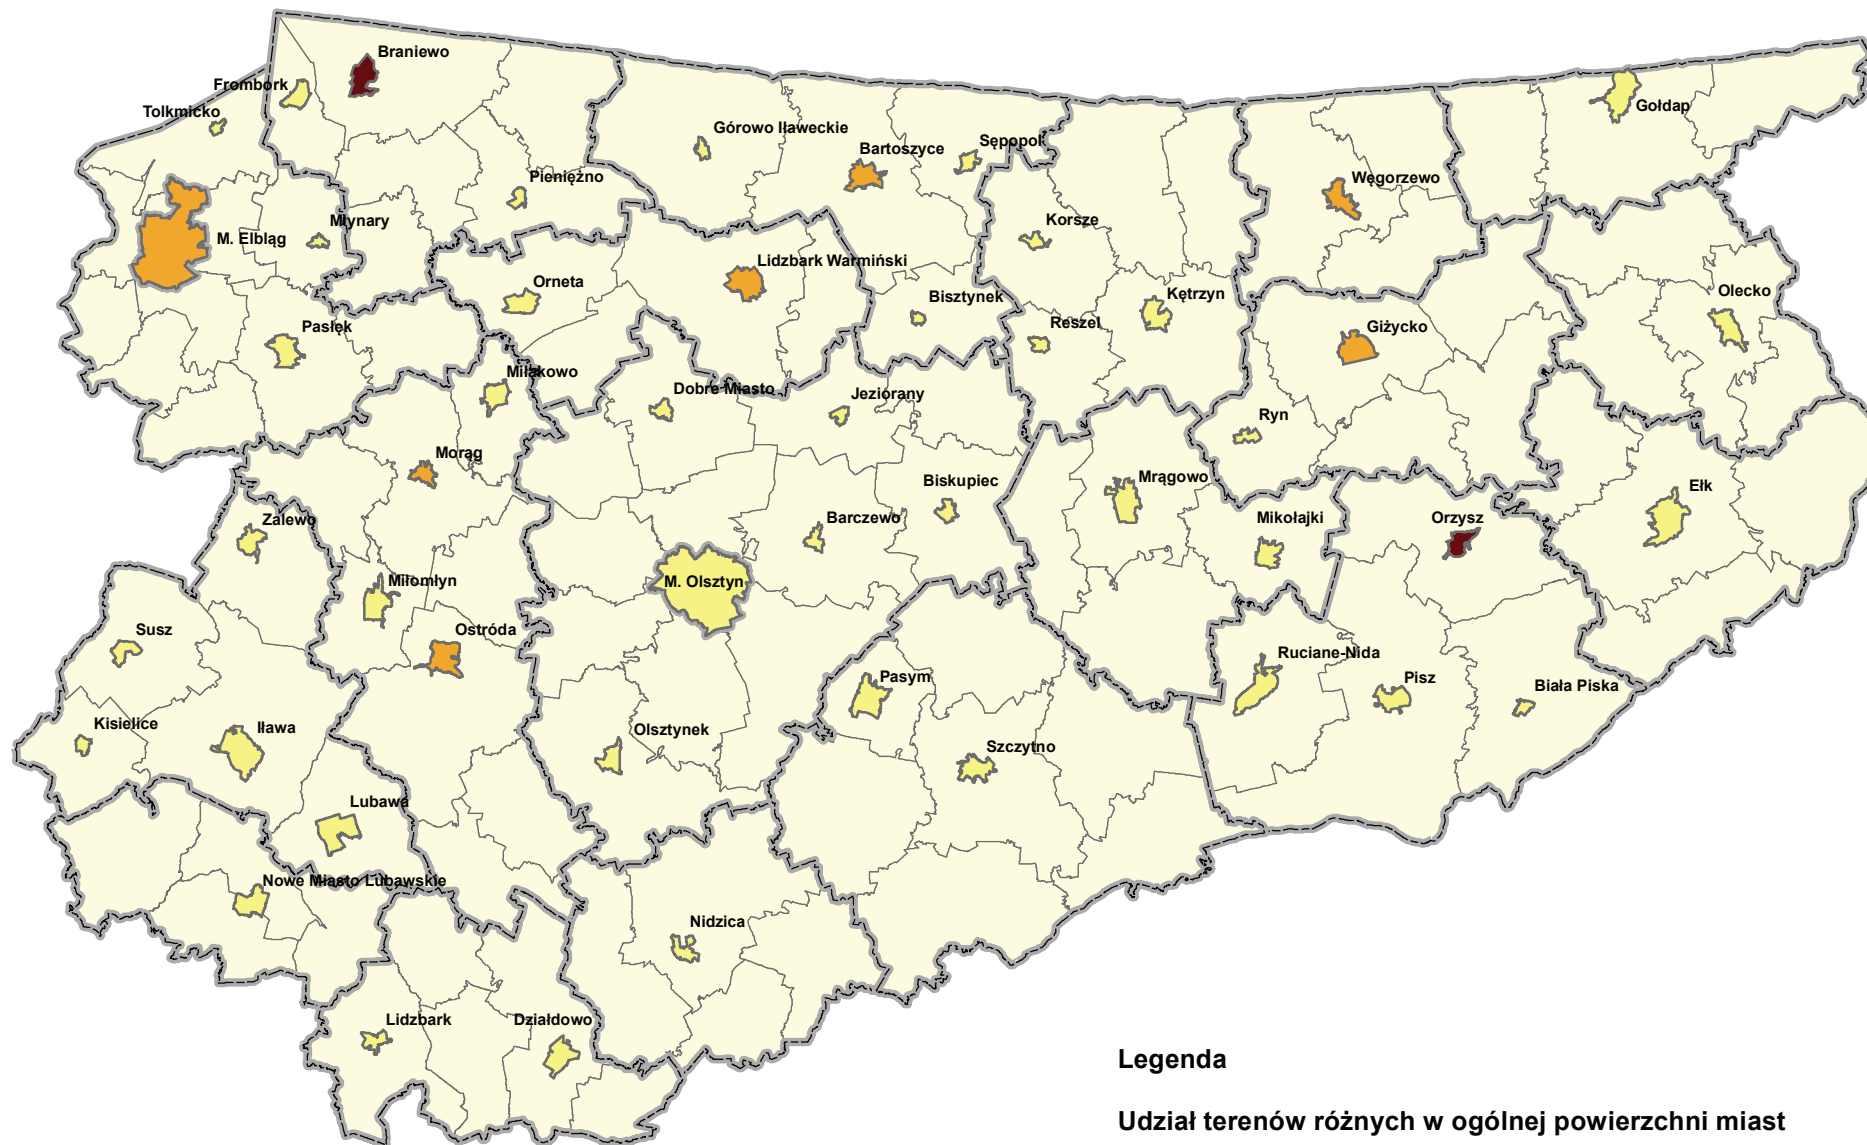 Braniewo
Frombork
Tolkmicko
Gołdap
Górowo Iławeckie
Bartoszyce
Sępopol
Pieniężno
Węgorzewo
Młynary
Korsze
M. Elbląg
Lidzbark Warmiński
Orneta
Bisztynek
Kętrzyn
Olecko
Reszel
Giżycko
Pasłęk
Miłakowo
Dobre Miasto
Jeziorany
Ryn
Morąg
Biskupiec
Mrągowo
Ełk
Orzysz
Zalewo
Barczewo
Mikołajki
Miłomłyn
M. Olsztyn
Susz
Ostróda
Ruciane-Nida
Pasym
Pisz
Biała Piska
Kisielice
Iława
Olsztynek
Szczytno
Lubawa
Nowe Miasto Lubawskie
Nidzica
Lidzbark
Działdowo
Legenda
Udział terenów różnych w ogólnej powierzchni miast